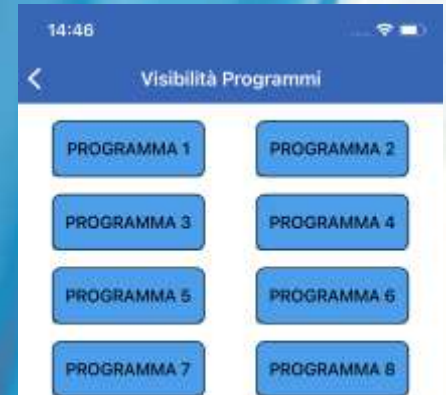 14:46
Visibilità Programmi
PROGRAMMA 1 PROGRAMMA 2
PROGRAMMA 3 PROGRAMMA 4
PROGRAMMA 5 PROGRAMMA 6
PROGRAMMA 7 PROGRAMMA 8